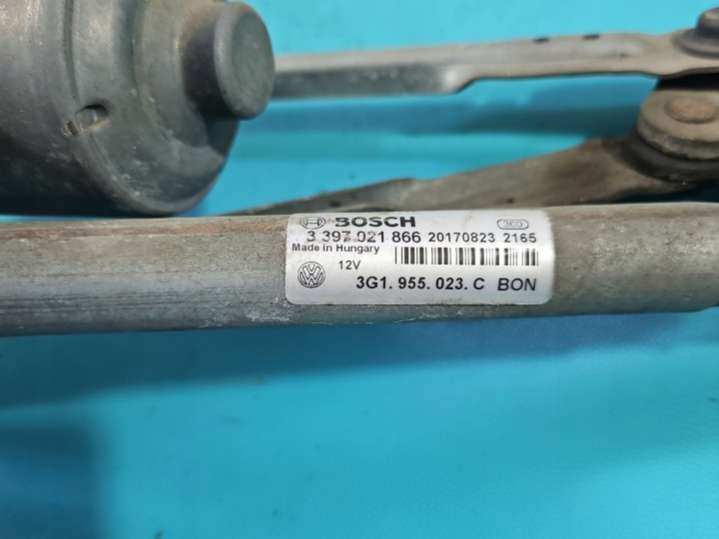 BOSCH
3 397 021 866 20170823 2165
Made in Hungary
12V
3G1. 955. 023. C BON